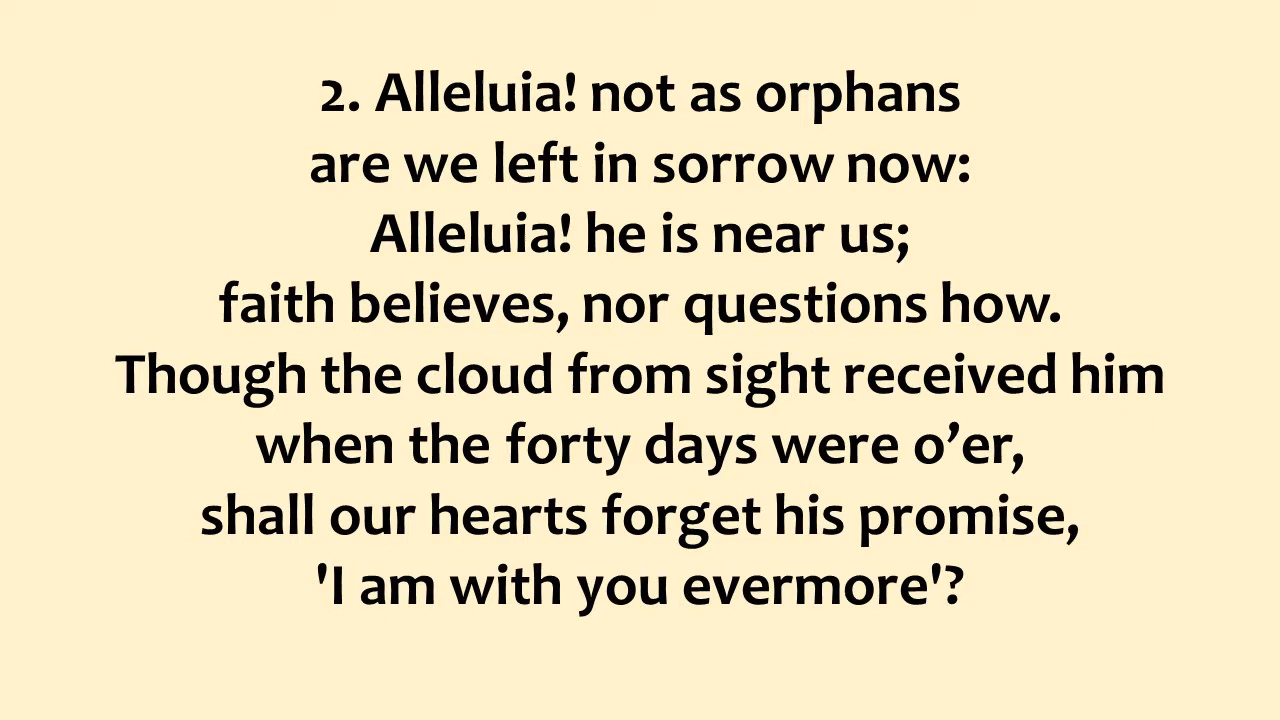 2. Alleluia! not as orphans
are we left in sorrow now:
Alleluia! he is near us;
faith believes, nor questions how.
Though the cloud from sight received him
when the forty days were o’er,
shall our hearts forget his promise,
'I am with you evermore'?